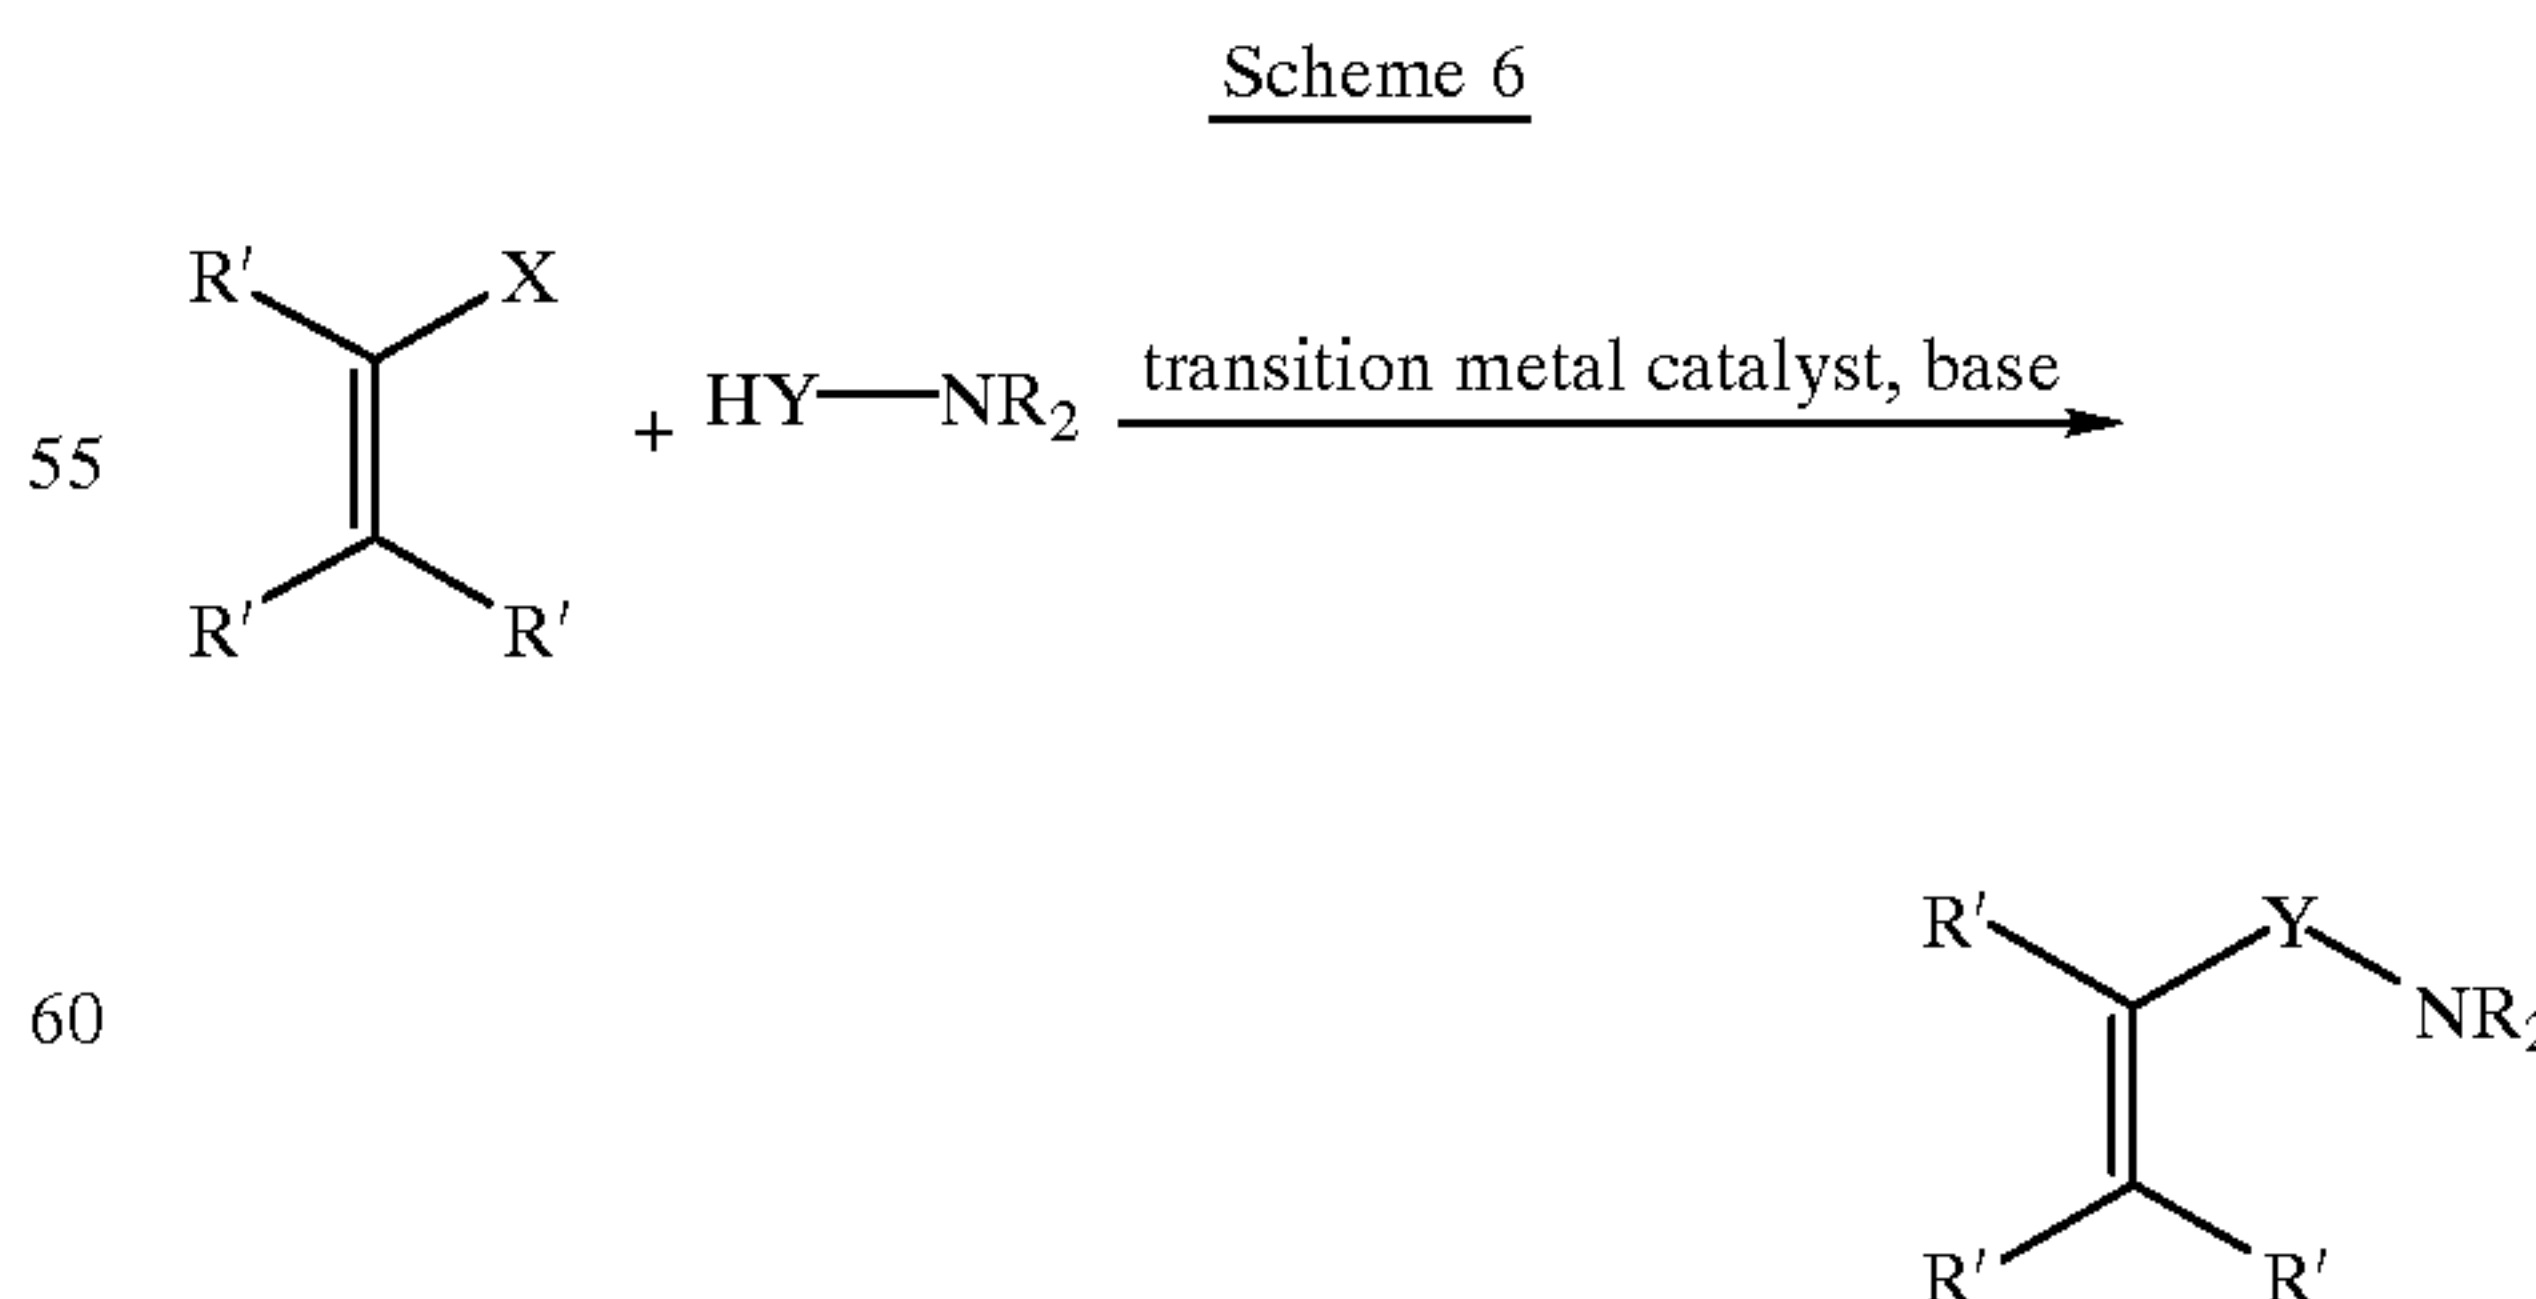 Scheme 6
R' X
55 + HY—NR₂ transition metal catalyst, base
R' R'
R' Y
60 NR₂
R' R'